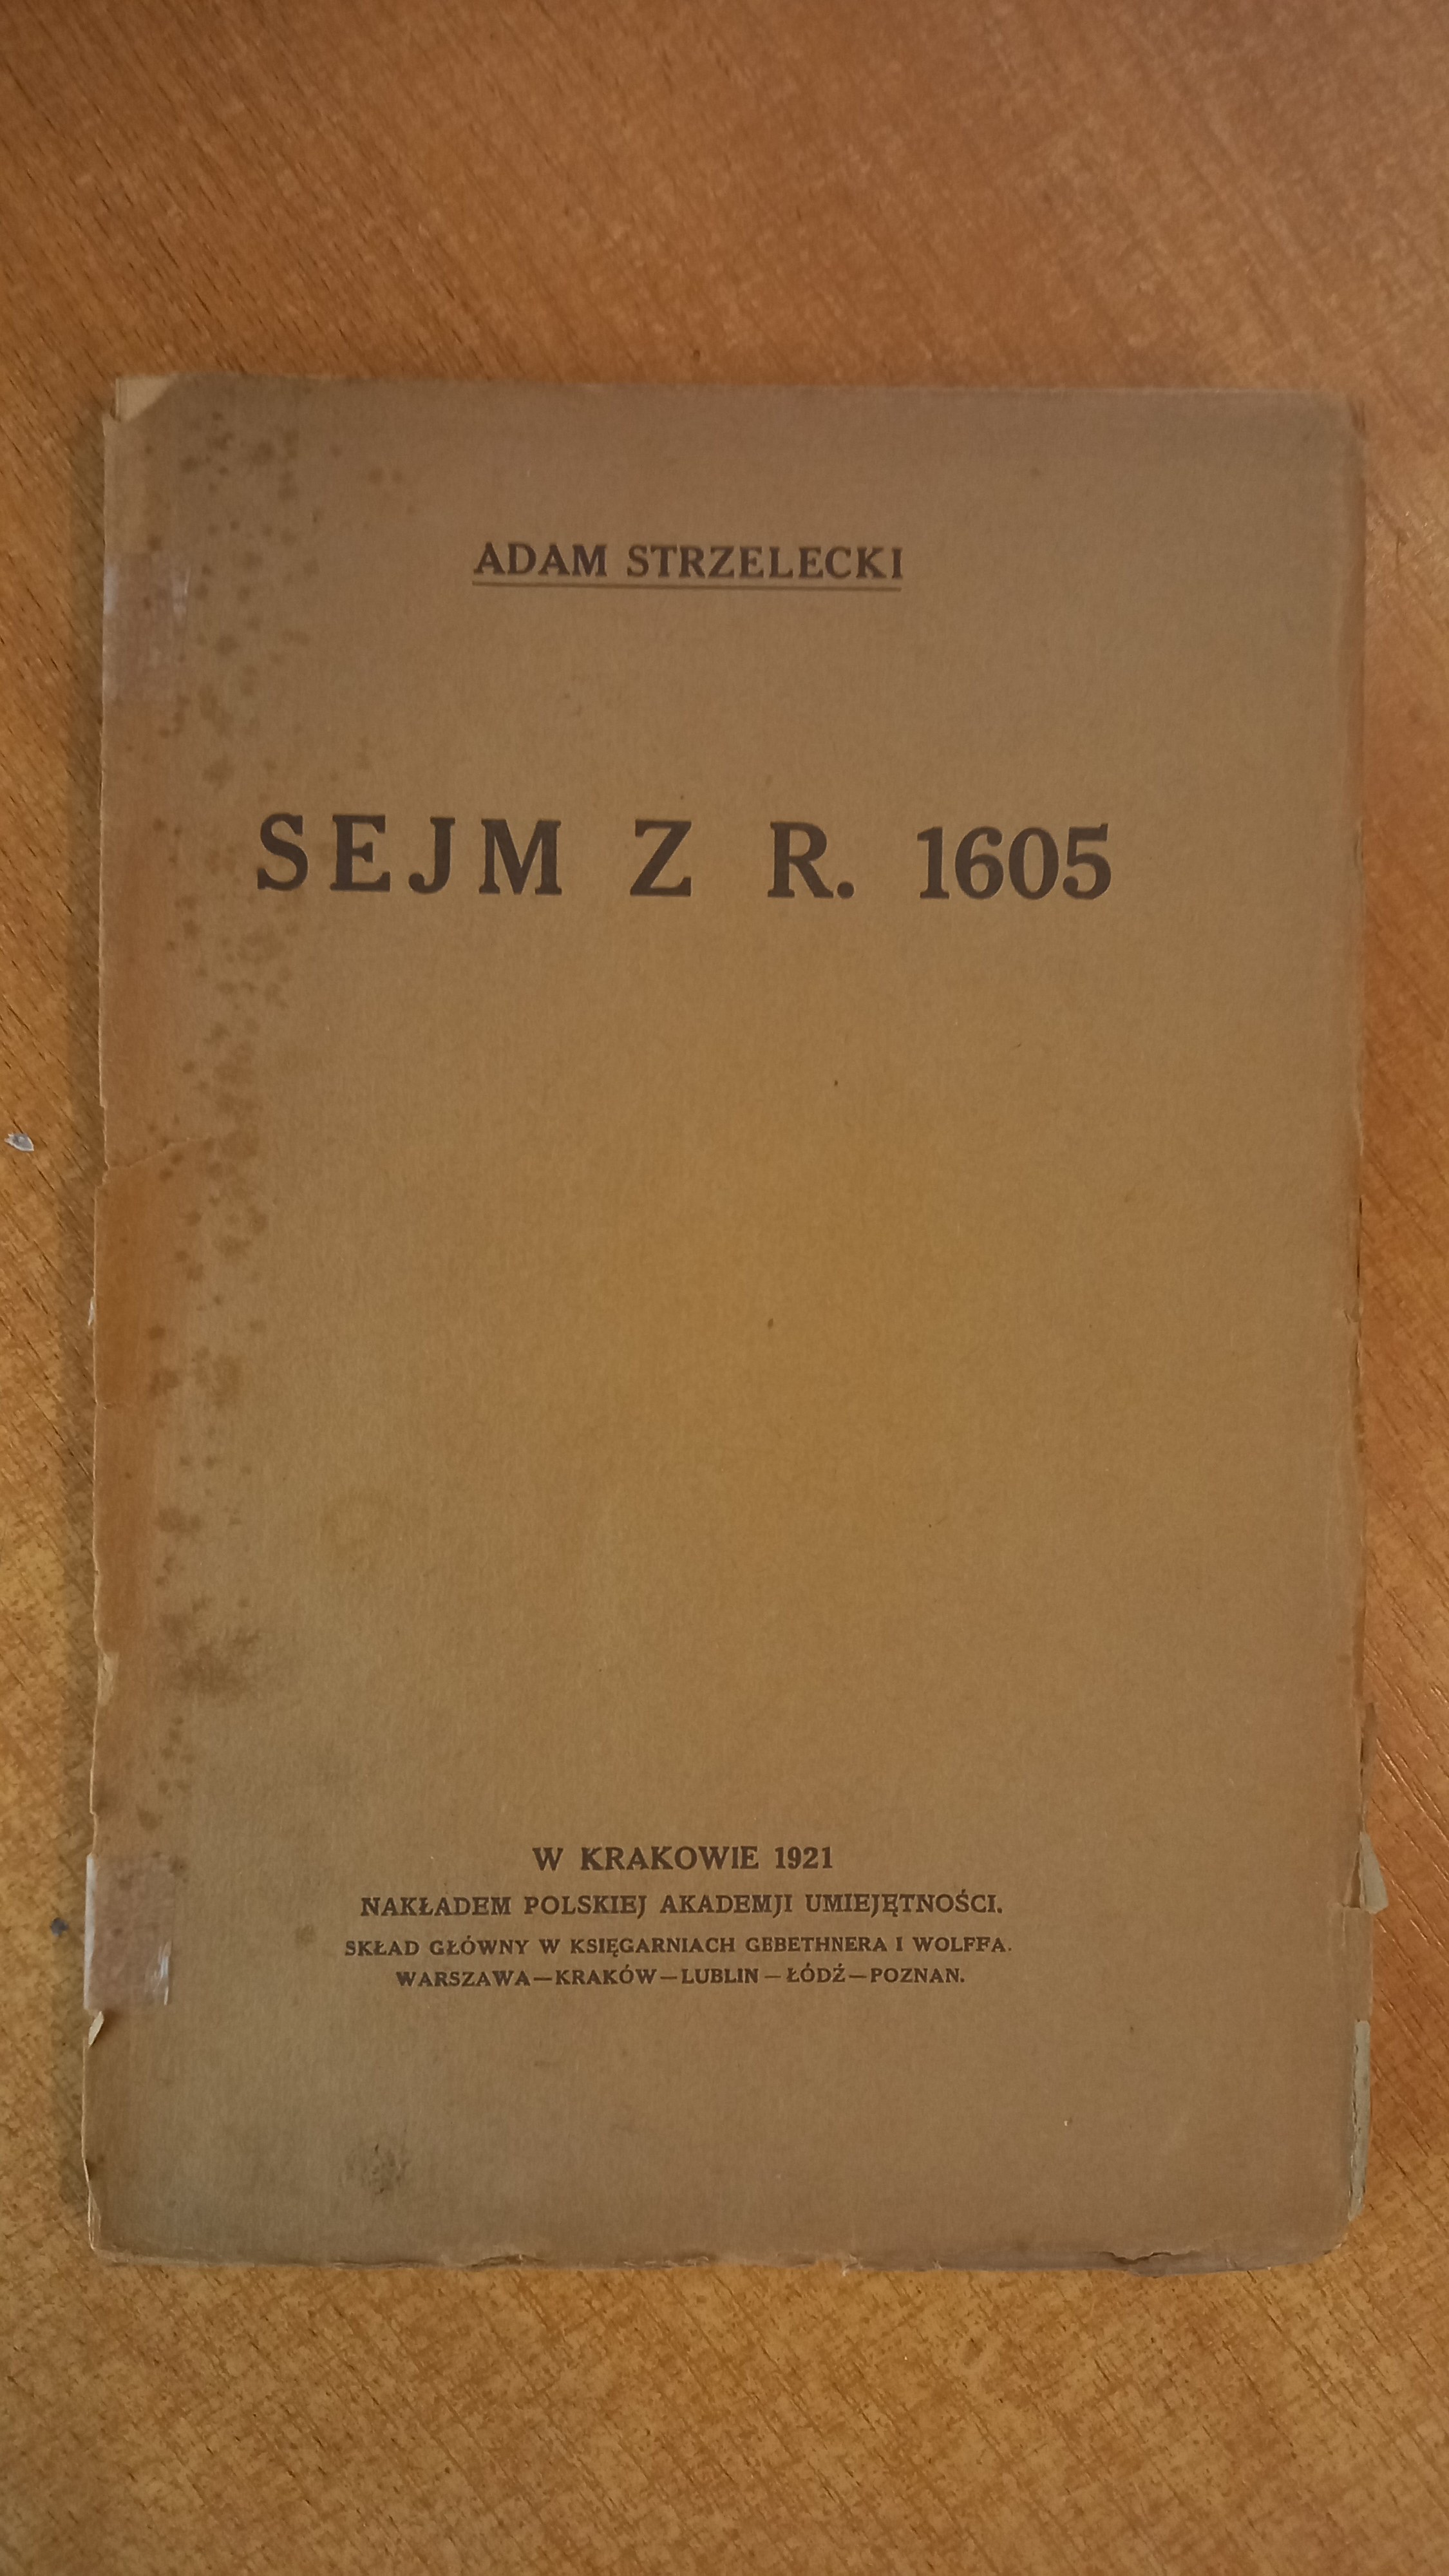 ADAM STRZELECKI
SEJM Z R. 1605
W KRAKOWIE 1921
NAKŁADEM POLSKIEJ AKADEMJI UMIEJĘTNOŚCI.
SKŁAD GŁÓWNY W KSIĘGARNIACH GEBETHNERA I WOLFFA.
WARSZAWA—KRAKÓW—LUBLIN—ŁÓDŹ—POZNAN.